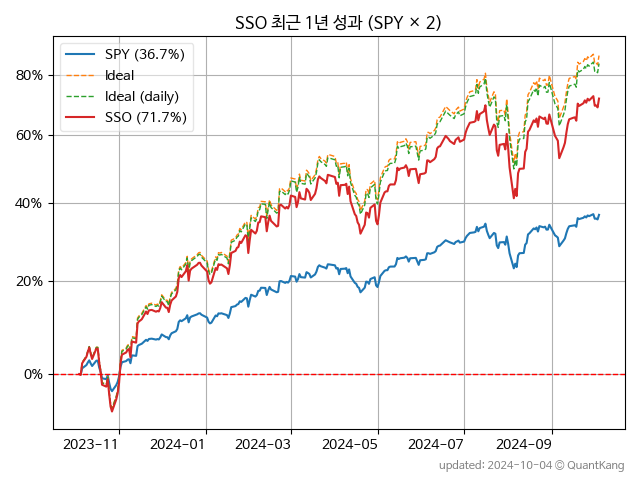 SSO 최근 1년 성과 (SPY × 2)
SPY (36.7%)
Ideal
Ideal (daily)
SSO (71.7%)
80%
60%
40%
20%
0%
2023-11 2024-01 2024-03 2024-05 2024-07 2024-09
updated: 2024-10-04 © QuantKang